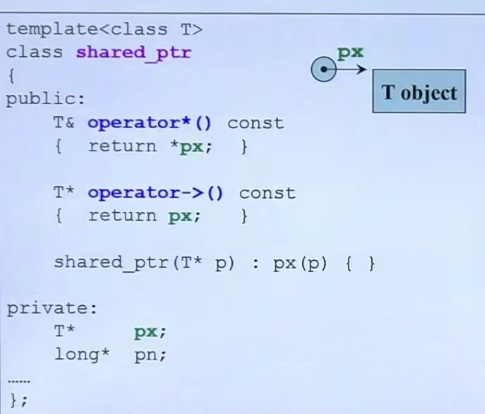 template<class T>
class shared_ptr
{
public:
T& operator*() const
{ return *px; }
T* operator->() const
{ return px; }
shared_ptr(T* p) : px(p) { }
private:
T* px;
long* pn;
......
};
px
T object